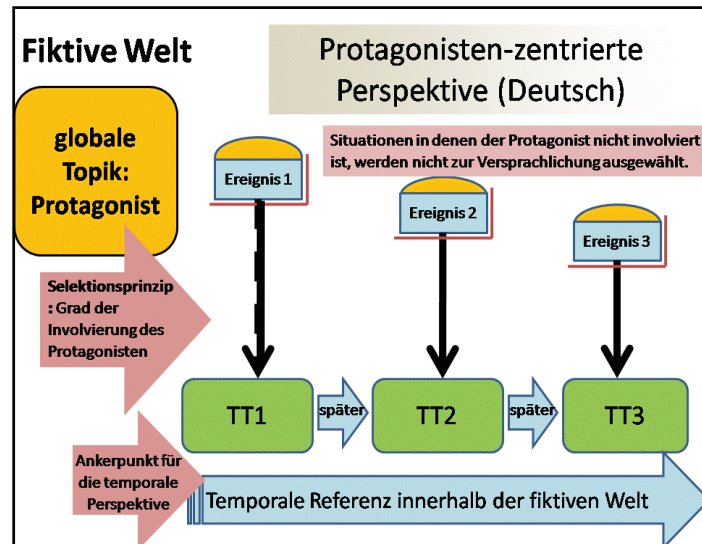 Fiktive Welt
Protagonisten-zentrierte
Perspektive (Deutsch)
globale
Topik:
Protagonist
Situationen in denen der Protagonist nicht involviert
ist, werden nicht zur Versprachlichung ausgewählt.
Ereignis 1
Ereignis 2
Ereignis 3
Selektionsprinzip
: Grad der
Involvierung des
Protagonisten
TT1
später
TT2
später
TT3
Ankerpunkt für
die temporale
Perspektive
Temporale Referenz innerhalb der fiktiven Welt